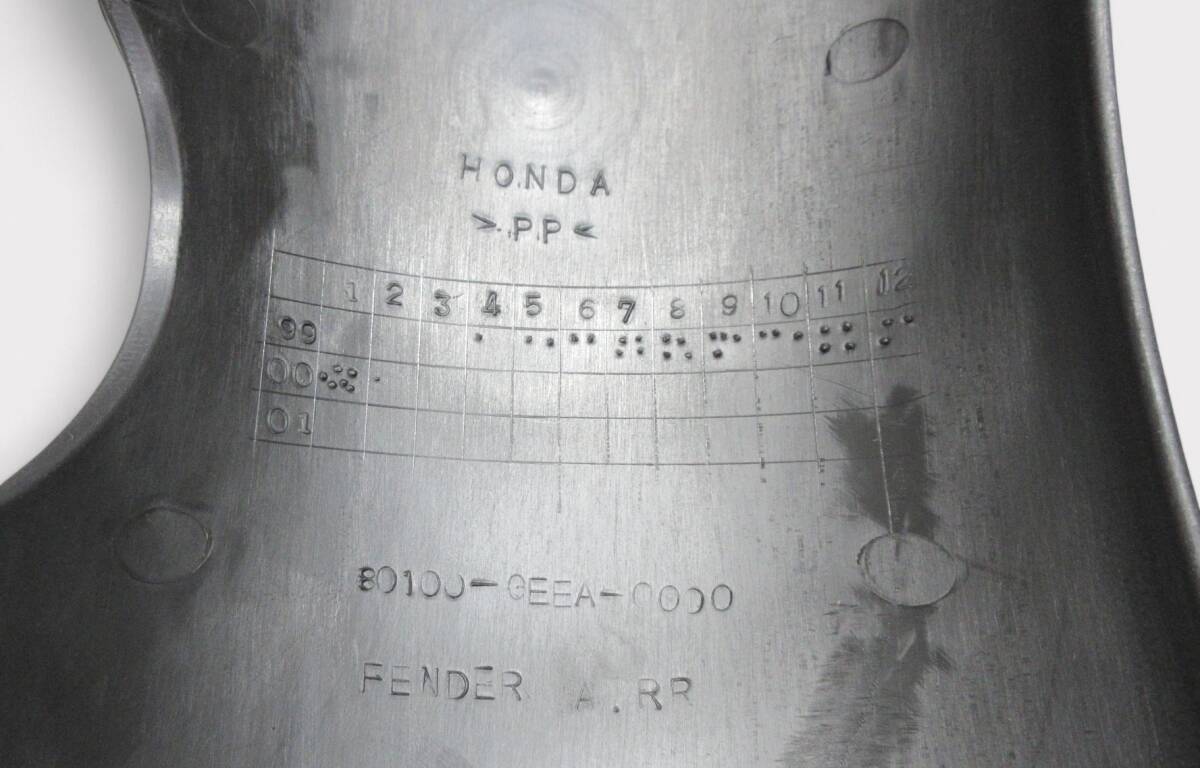 HONDA
>PP<
1 2 3 4 5 6 7 8 9 10 11 12
99
00
01
80100-GEEA-0000
FENDER A.RR